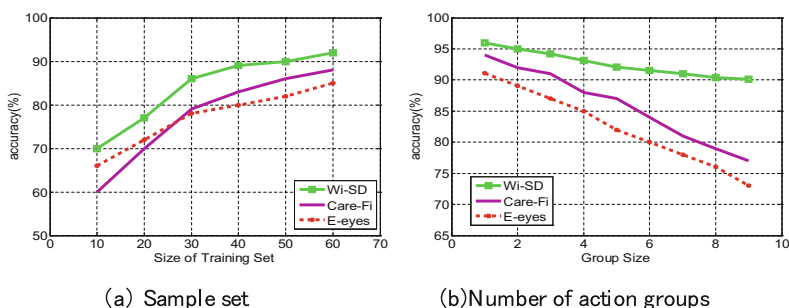 100
90
80
70
60
50
0 10 20 30 40 50 60 70
accuracy(%)
Size of Training Set
Wi-SD
Care-Fi
E-eyes
(a) Sample set
100
95
90
85
80
75
70
65
0 2 4 6 8 10
accuracy(%)
Group Size
Wi-SD
Care-Fi
E-eyes
(b)Number of action groups